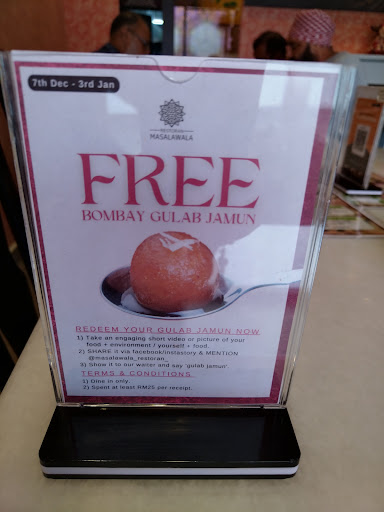 7th Dec - 3rd Jan
RESTORAN
MASALAWALA
FREE
BOMBAY GULAB JAMUN
REDEEM YOUR GULAB JAMUN NOW
1) Take an engaging short video or picture of your
food + environment / yourself + food.
2) SHARE it via facebook/instastory & MENTION
@masalawala_restoran_
3) Show it to our waiter and say 'gulab jamun'.
TERMS & CONDITIONS
1) Dine in only.
2) Spent at least RM25 per receipt.